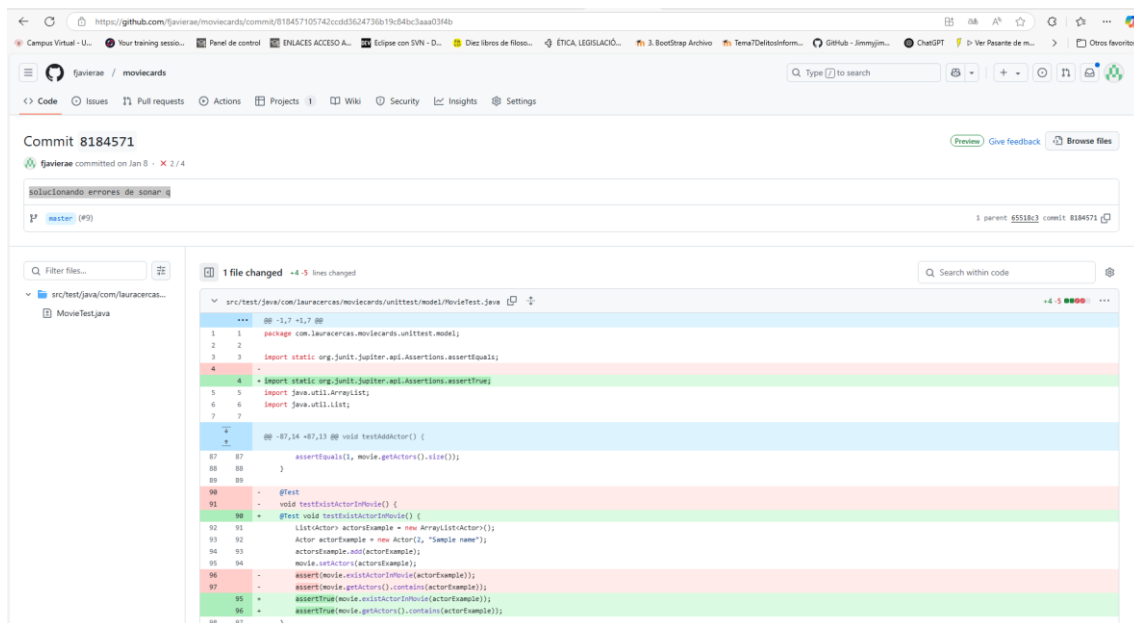 https://github.com/fjavierae/moviecards/commit/818457105742ccdd3624736b19c84bc3aaa03f4b
Campus Virtual - U... Your training sessio... Panel de control ENLACES ACCESO A... Eclipse con SVN - D... Diez libros de filoso... ÉTICA, LEGISLACIÓ... 3. BootStrap Archivo Tema7DelitosInform... GitHub - Jimmyjim... ChatGPT ▷ Ver Pasante de m... Otros favoritos
fjavierae / moviecards Type / to search
Code Issues Pull requests Actions Projects 1 Wiki Security Insights Settings
Commit 8184571 Preview Give feedback Browse files
fjavierae committed on Jan 8 · × 2 / 4
solucionando errores de sonar q
master (#9) 1 parent 65518c3 commit 8184571
Filter files... 1 file changed +4 -5 lines changed Search within code
src/test/java/com/lauracercas...
MovieTest.java
src/test/java/com/lauracercas/moviecards/unittest/model/MovieTest.java +4 -5
@@ -1,7 +1,7 @@
1 1 package com.lauracercas.moviecards.unittest.model;
2 2
3 3 import static org.junit.jupiter.api.Assertions.assertEquals;
4 -
4 + import static org.junit.jupiter.api.Assertions.assertTrue;
5 5 import java.util.ArrayList;
6 6 import java.util.List;
7 7
@@ -87,14 +87,13 @@ void testAddActor() {
87 87 assertEquals(1, movie.getActors().size());
88 88 }
89 89
90 - @Test
91 - void testExistActorInMovie() {
90 + @Test void testExistActorInMovie() {
92 91 List<Actor> actorsExample = new ArrayList<Actor>();
93 92 Actor actorExample = new Actor(2, "Sample name");
94 93 actorsExample.add(actorExample);
95 94 movie.setActors(actorsExample);
96 - assert(movie.existActorInMovie(actorExample));
97 - assert(movie.getActors().contains(actorExample));
95 + assertTrue(movie.existActorInMovie(actorExample));
96 + assertTrue(movie.getActors().contains(actorExample));
98 97 }